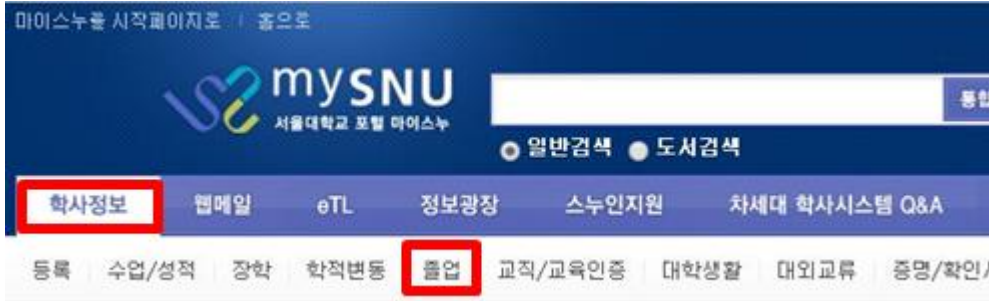 마이스누를 시작페이지로 | 홈으로
mySNU
서울대학교 포털 마이스누
통합
일반검색 도서검색
학사정보 웹메일 eTL 정보광장 스누인지원 차세대 학사시스템 Q&A
등록 수업/성적 장학 학적변동 졸업 교직/교육인증 대학생활 대외교류 증명/확인